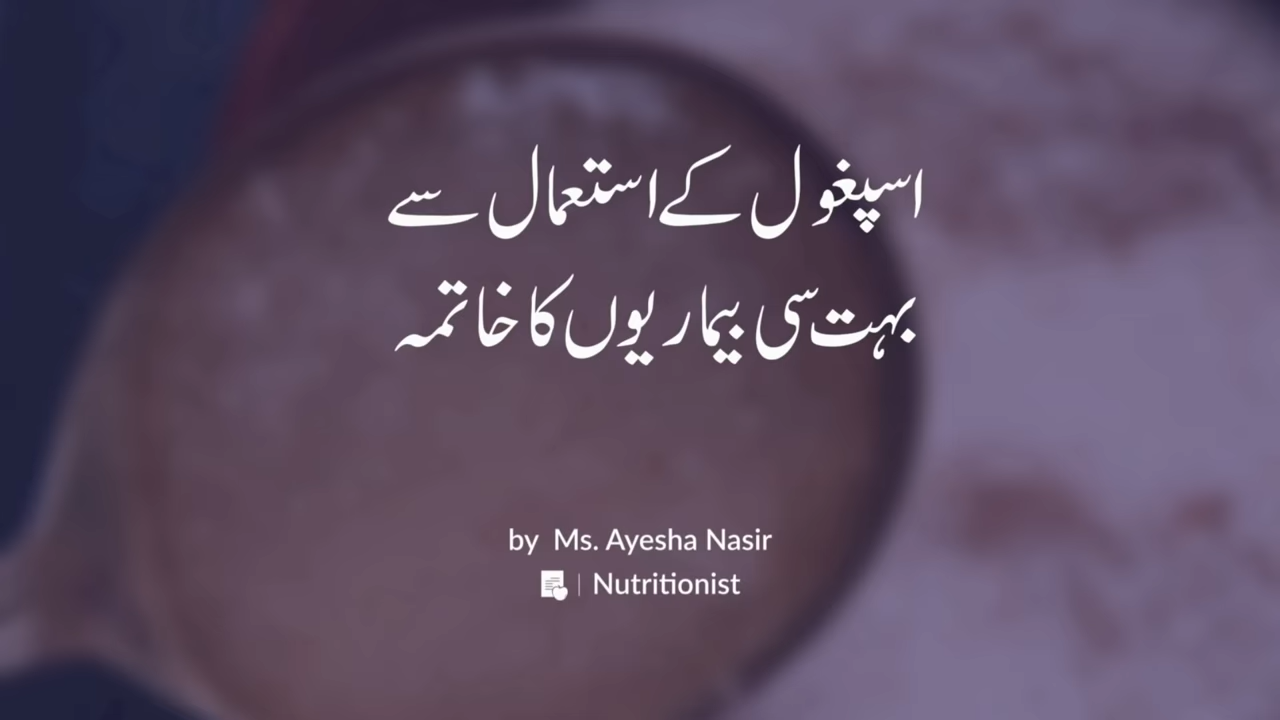 اسپغول کے استعمال سے
بہت سی بیماریوں کا خاتمہ
by Ms. Ayesha Nasir
Nutritionist